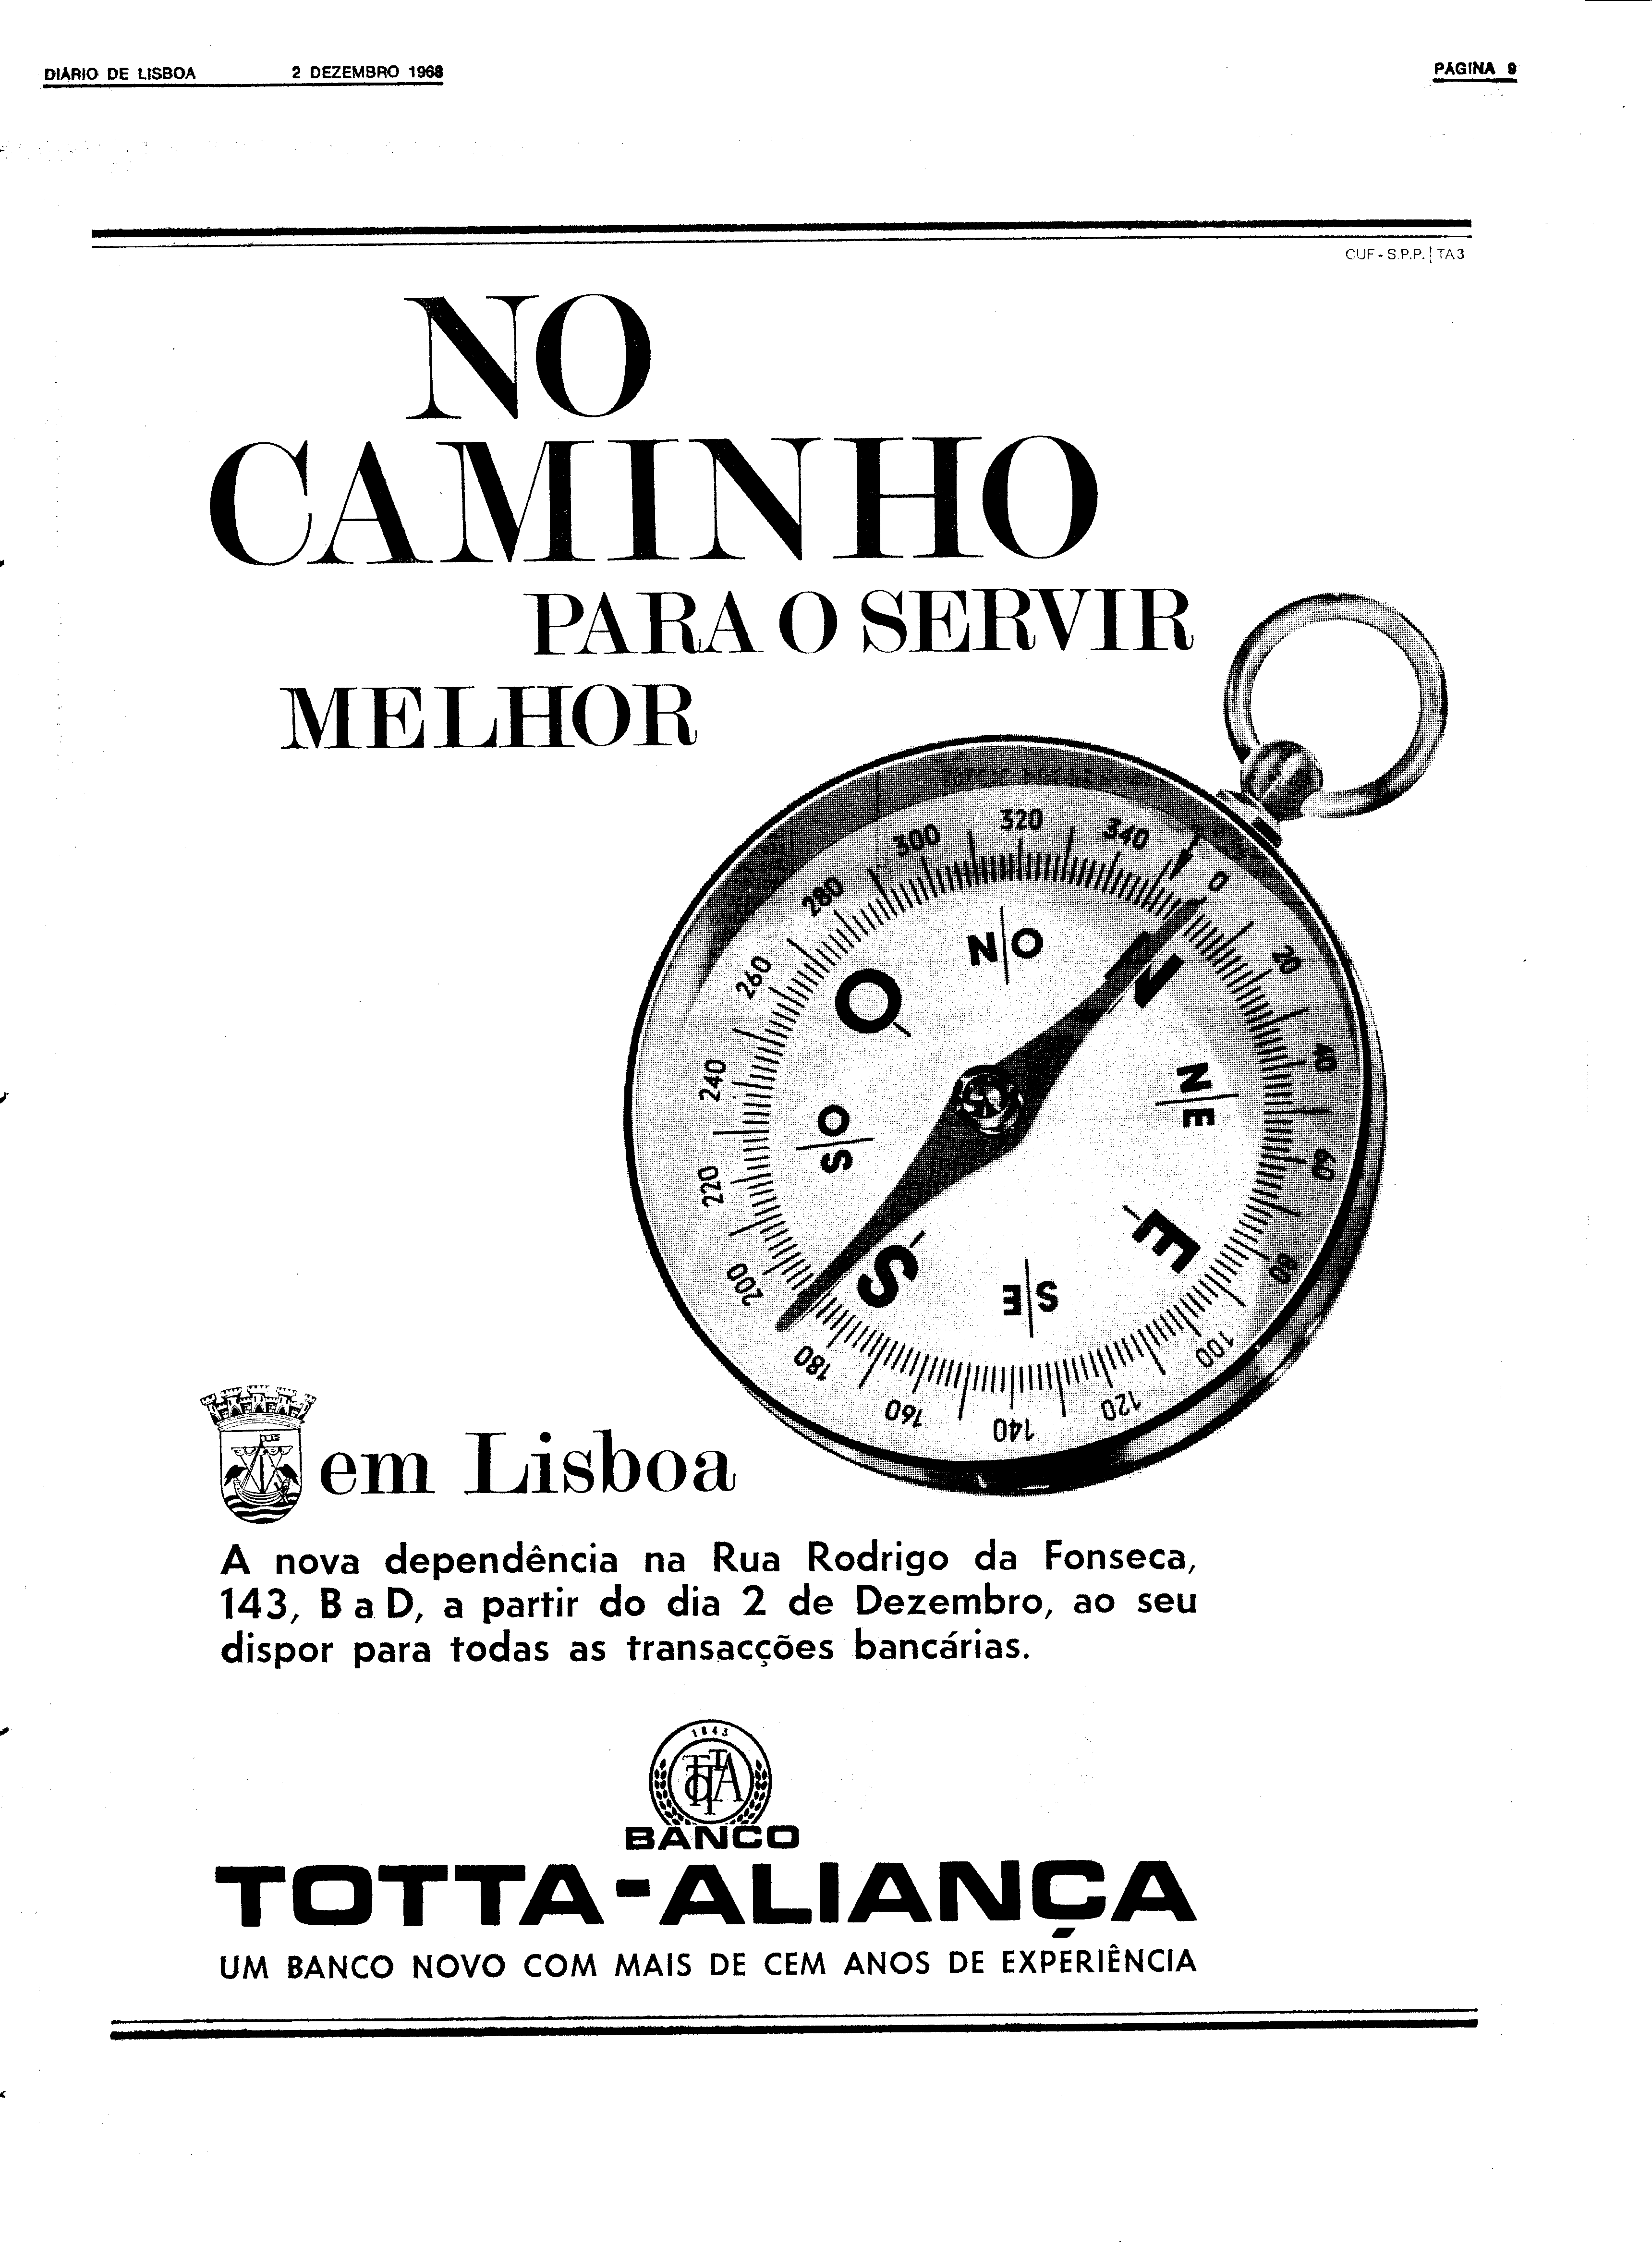 DIÁRIO DE LISBOA 2 DEZEMBRO 1968 PÁGINA 9
CUF - S.P.P. | TA3
NO
CAMINHO
PARA O SERVIR
MELHOR
0
20
40
60
80
100
120
140
160
180
200
220
240
260
280
300
320
340
N
N/E
E
S/E
S
S/O
O
N/O
em Lisboa
A nova dependência na Rua Rodrigo da Fonseca,
143, B a D, a partir do dia 2 de Dezembro, ao seu
dispor para todas as transacções bancárias.
1843
TOTTA
BANCO
TOTTA-ALIANÇA
UM BANCO NOVO COM MAIS DE CEM ANOS DE EXPERIÊNCIA